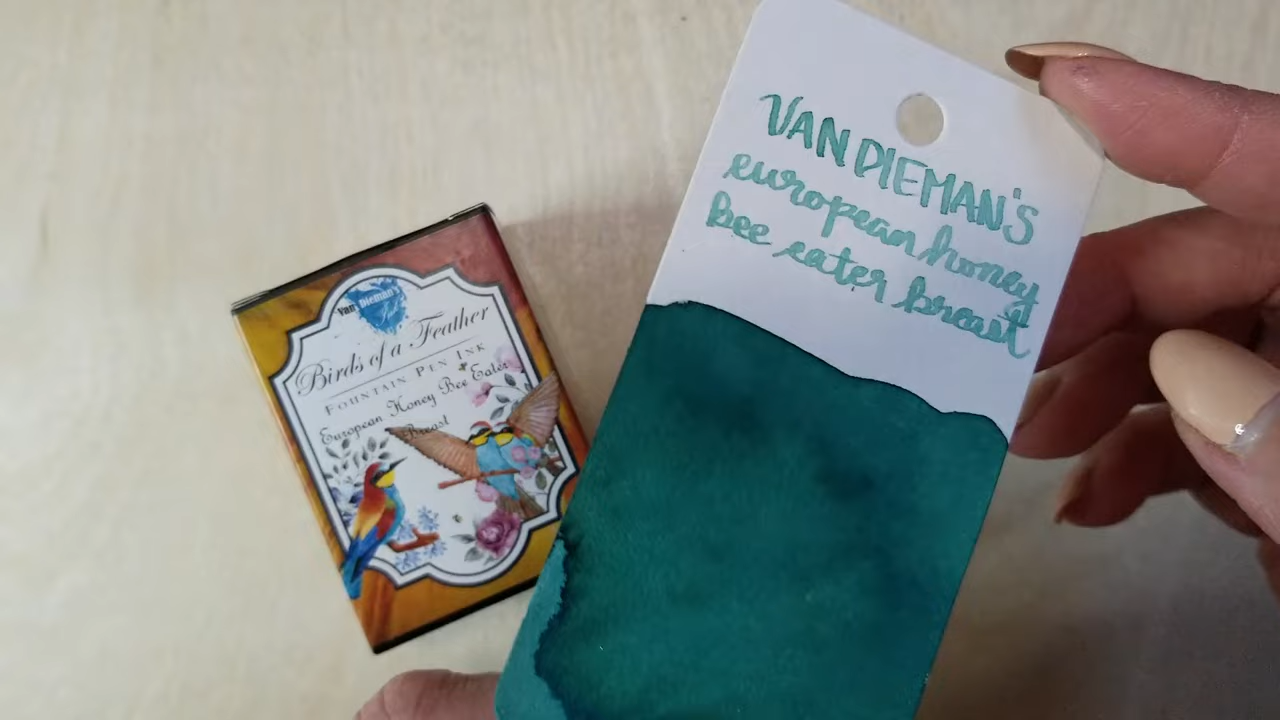 VAN DIEMAN'S
european honey
Bee eater breast
Van Dieman's
Birds of a Feather
FOUNTAIN PEN INK
European Honey Bee Eater
Breast